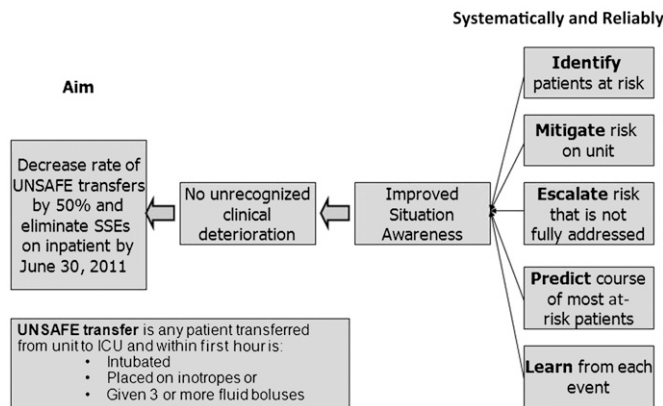 Systematically and Reliably
Aim
Decrease rate of
UNSAFE transfers
by 50% and
eliminate SSEs
on inpatient by
June 30, 2011
No unrecognized
clinical
deterioration
Improved
Situation
Awareness
Identify
patients at risk
Mitigate risk
on unit
Escalate risk
that is not
fully addressed
Predict course
of most at-
risk patients
Learn from each
event
UNSAFE transfer is any patient transferred
from unit to ICU and within first hour is:
• Intubated
• Placed on inotropes or
• Given 3 or more fluid boluses